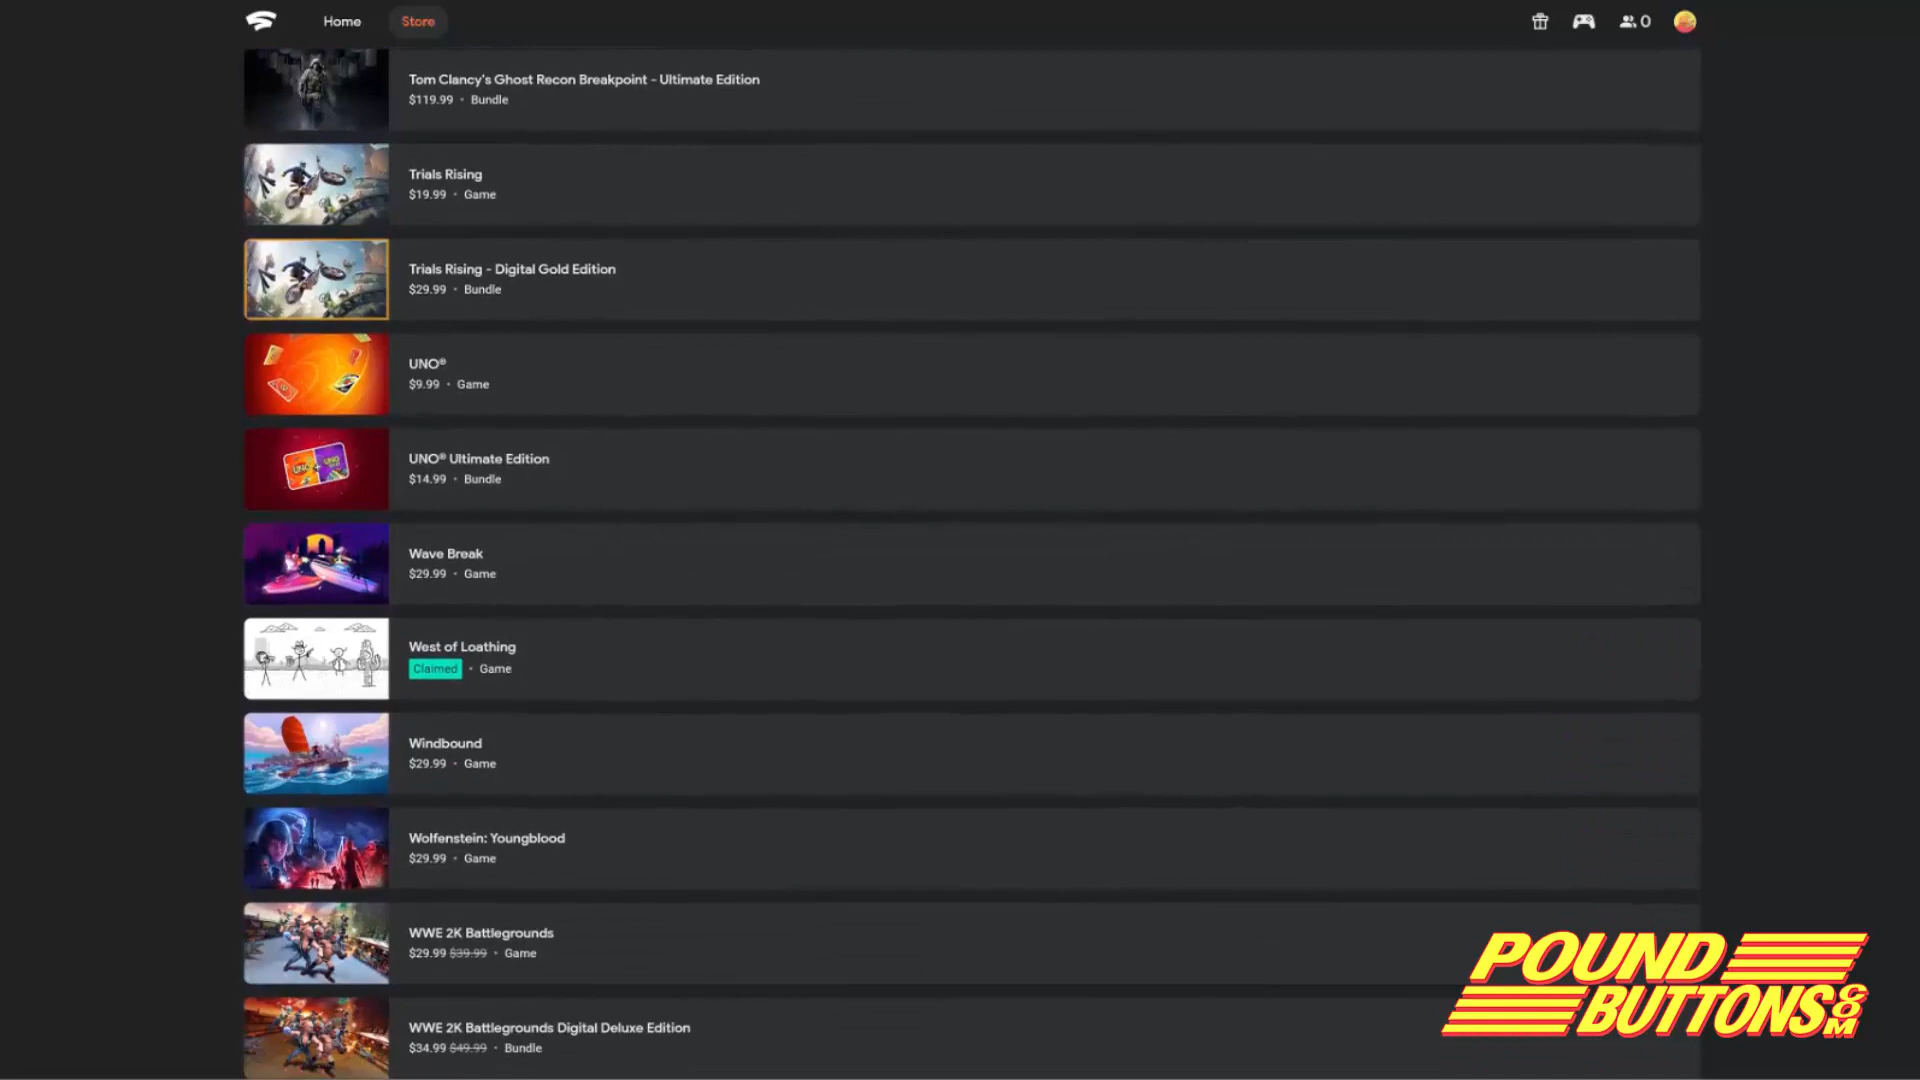 Home Store 0
Tom Clancy's Ghost Recon Breakpoint - Ultimate Edition
$119.99 • Bundle
Trials Rising
$19.99 • Game
Trials Rising - Digital Gold Edition
$29.99 • Bundle
UNO®
$9.99 • Game
UNO® Ultimate Edition
$14.99 • Bundle
Wave Break
$29.99 • Game
West of Loathing
Claimed • Game
Windbound
$29.99 • Game
Wolfenstein: Youngblood
$29.99 • Game
WWE 2K Battlegrounds
$29.99 $39.99 • Game
WWE 2K Battlegrounds Digital Deluxe Edition
$34.99 $49.99 • Bundle
POUND
BUTTONS.COM